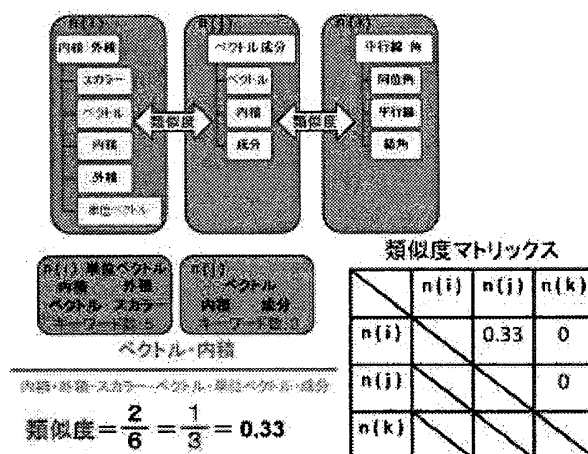 n(i)
n(j)
n(k)
内積 外積
ベクトル 成分
平行線 角
スカラー
ベクトル
同位角
ベクトル
内積
平行線
内積
成分
錯角
外積
単位ベクトル
類似度
類似度
n(i) 単位ベクトル
内積 外積
ベクトル スカラー
キーワード数:5
n(j)
ベクトル
内積 成分
キーワード数:3
ベクトル・内積
内積・外積・スカラー・ベクトル・単位ベクトル・成分
類似度=2/6=1/3=0.33
類似度マトリックス
n(i) n(j) n(k)
n(i) 0.33 0
n(j) 0
n(k)